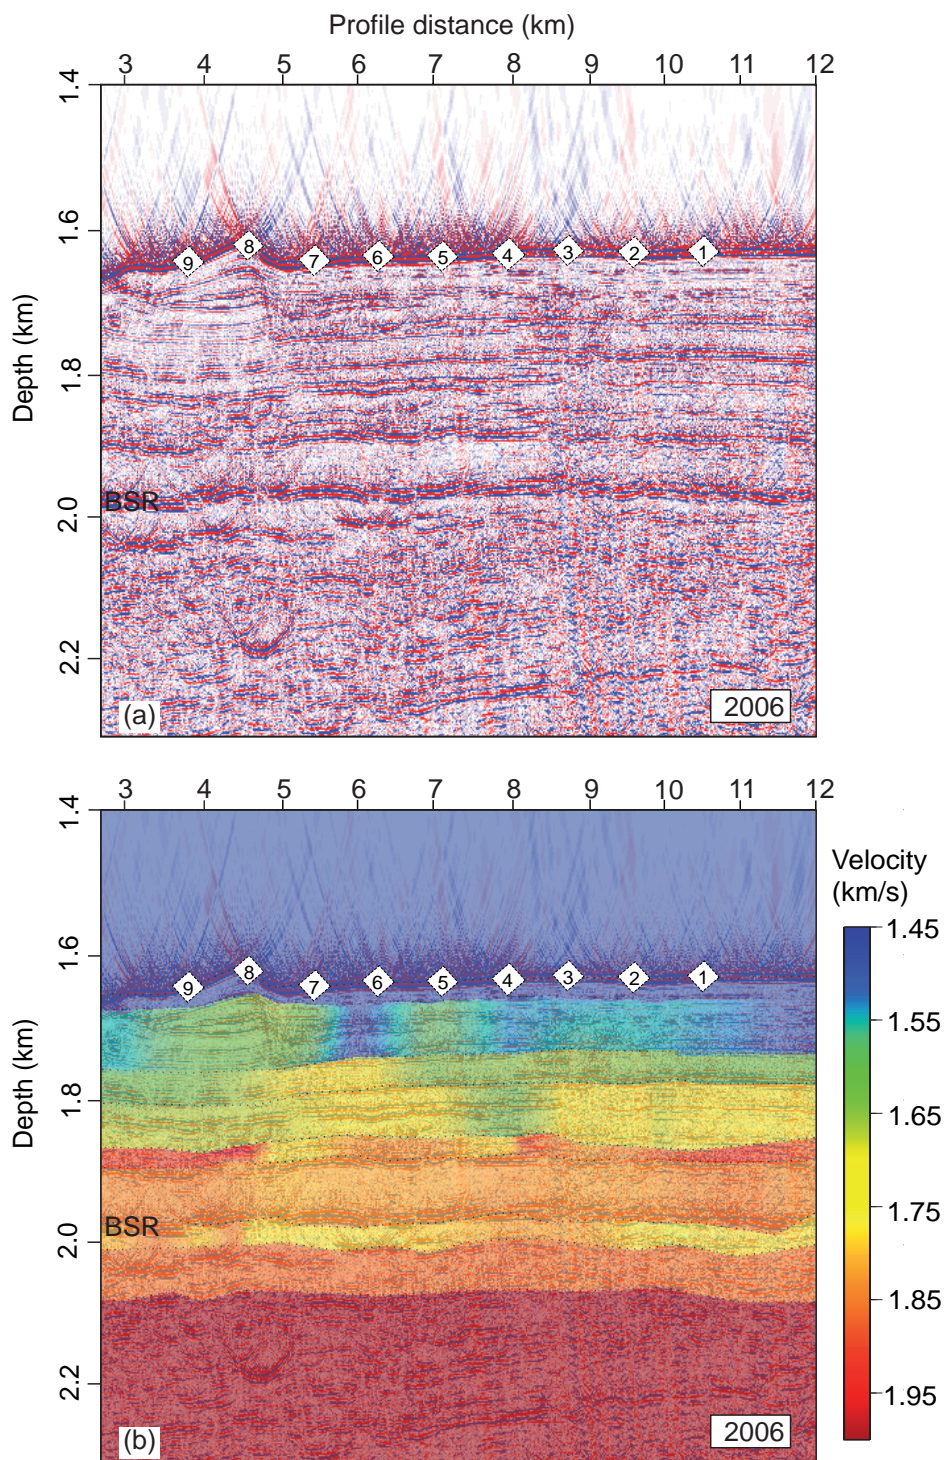 Profile distance (km)
3 4 5 6 7 8 9 10 11 12
1.4
1.6
1.8
2.0
2.2
Depth (km)
9 8 7 6 5 4 3 2 1
BSR
(a)
2006
3 4 5 6 7 8 9 10 11 12
1.4
1.6
1.8
2.0
2.2
Depth (km)
9 8 7 6 5 4 3 2 1
BSR
(b)
2006
Velocity
(km/s)
1.45
1.55
1.65
1.75
1.85
1.95